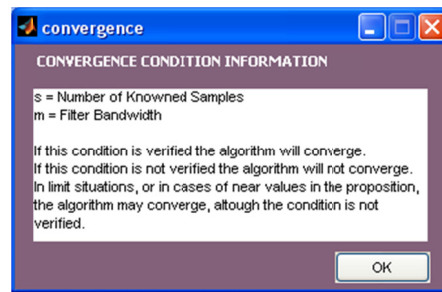 convergence
CONVERGENCE CONDITION INFORMATION
s = Number of Knowned Samples
m = Filter Bandwidth
If this condition is verified the algorithm will converge.
If this condition is not verified the algorithm will not converge.
In limit situations, or in cases of near values in the proposition,
the algorithm may converge, altough the condition is not
verified.
OK